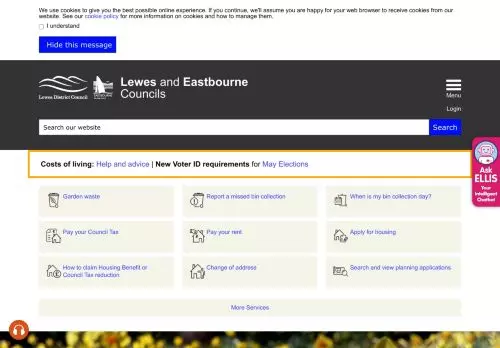 We use cookies to give you the best possible online experience. If you continue, we'll assume you are happy for your web browser to receive cookies from our
website. See our cookie policy for more information on cookies and how to manage them.
I understand
Hide this message
Lewes District Council
Lewes and Eastbourne
Councils
Menu
Login
Search our website
Search
Costs of living: Help and advice | New Voter ID requirements for May Elections
Ask
ELLIS
Your
Intelligent
Chatbot
Garden waste
Report a missed bin collection
When is my bin collection day?
Pay your Council Tax
Pay your rent
Apply for housing
How to claim Housing Benefit or
Council Tax reduction
Change of address
Search and view planning applications
More Services